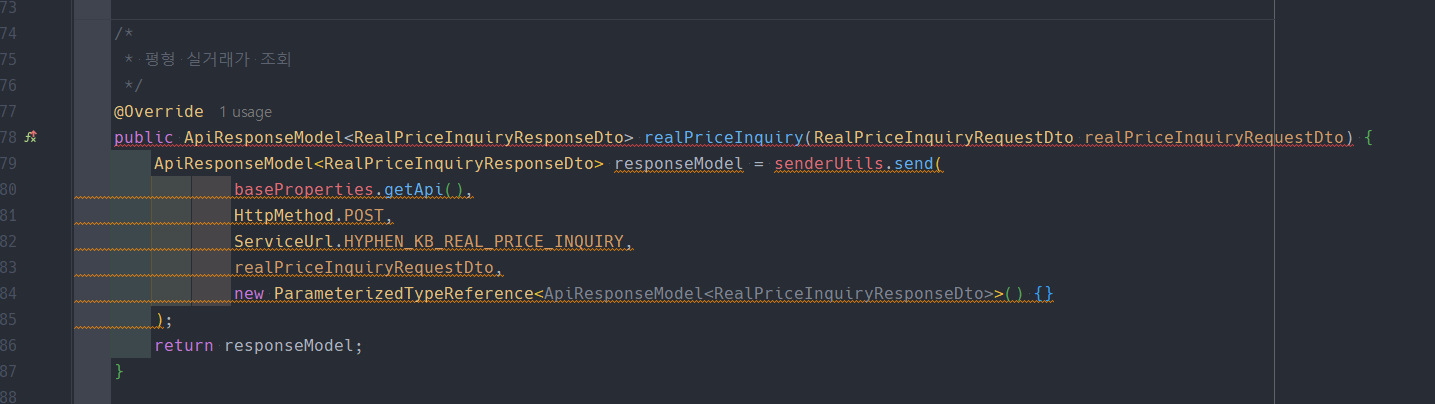 73
74 /*
75 * 평형 실거래가 조회
76 */
77 @Override 1 usage
78 public ApiResponseModel<RealPriceInquiryResponseDto> realPriceInquiry(RealPriceInquiryRequestDto realPriceInquiryRequestDto) {
79 ApiResponseModel<RealPriceInquiryResponseDto> responseModel = senderUtils.send(
80 baseProperties.getApi(),
81 HttpMethod.POST,
82 ServiceUrl.HYPHEN_KB_REAL_PRICE_INQUIRY,
83 realPriceInquiryRequestDto,
84 new ParameterizedTypeReference<ApiResponseModel<RealPriceInquiryResponseDto>>() {}
85 );
86 return responseModel;
87 }
88